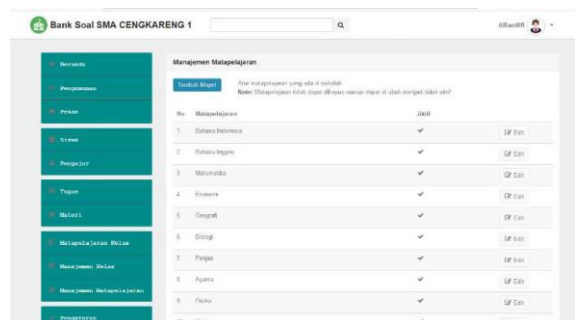 Bank Soal SMA CENGKARENG 1
AlfianRR
Beranda
Pengumuman
Pesan
Siswa
Pengajar
Tugas
Materi
Matapelajaran Kelas
Manajemen Kelas
Manajemen Matapelajaran
Pengaturan
Manajemen Matapelajaran
Tambah Mapel
Atur matapelajaran yang ada di sekolah
Note: Matapelajaran tidak dapat dihapus namun dapat di ubah menjadi tidak aktif
No Matapelajaran Aktif
1. Bahasa Indonesia Edit
2. Bahasa Inggris Edit
3. Matematika Edit
4. Ekonomi Edit
5. Geografi Edit
6. Biologi Edit
7. Penjas Edit
8. Agama Edit
9. Fisika Edit